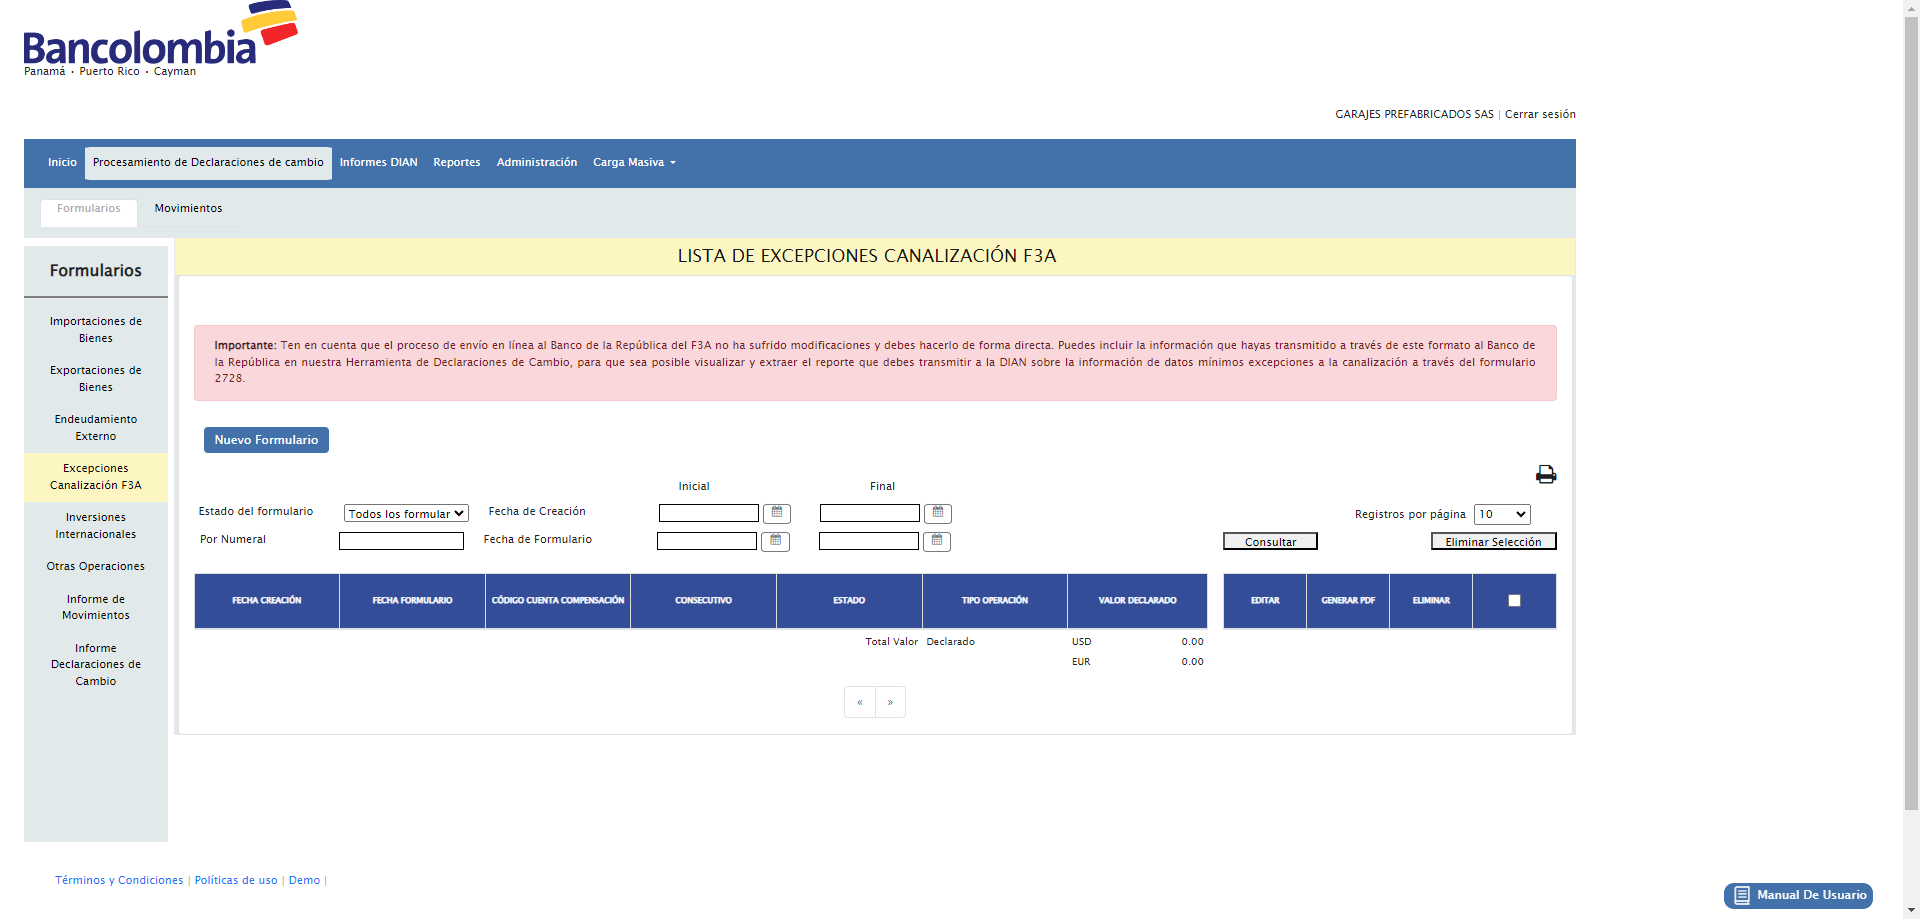 Bancolombia
Panamá • Puerto Rico • Cayman
GARAJES PREFABRICADOS SAS | Cerrar sesión
Inicio Procesamiento de Declaraciones de cambio Informes DIAN Reportes Administración Carga Masiva
Formularios Movimientos
LISTA DE EXCEPCIONES CANALIZACIÓN F3A
Formularios
Importaciones de
Bienes
Exportaciones de
Bienes
Endeudamiento
Externo
Excepciones
Canalización F3A
Inversiones
Internacionales
Otras Operaciones
Informe de
Movimientos
Informe
Declaraciones de
Cambio
Importante: Ten en cuenta que el proceso de envío en línea al Banco de la República del F3A no ha sufrido modificaciones y debes hacerlo de forma directa. Puedes incluir la información que hayas transmitido a través de este formato al Banco de
la República en nuestra Herramienta de Declaraciones de Cambio, para que sea posible visualizar y extraer el reporte que debes transmitir a la DIAN sobre la información de datos mínimos excepciones a la canalización a través del formulario
2728.
Nuevo Formulario
Inicial Final
Estado del formulario Todos los formular Fecha de Creación Registros por página 10
Por Numeral Fecha de Formulario Consultar Eliminar Selección
FECHA CREACIÓN FECHA FORMULARIO CÓDIGO CUENTA COMPENSACIÓN CONSECUTIVO ESTADO TIPO OPERACIÓN VALOR DECLARADO EDITAR GENERAR PDF ELIMINAR
Total Valor Declarado USD 0.00
EUR 0.00
« »
Términos y Condiciones | Políticas de uso | Demo |
Manual De Usuario